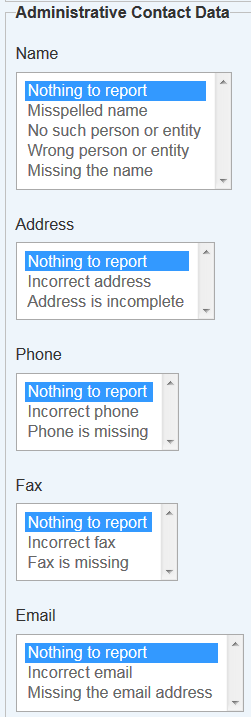 Administrative Contact Data
Name
Nothing to report
Misspelled name
No such person or entity
Wrong person or entity
Missing the name
Address
Nothing to report
Incorrect address
Address is incomplete
Phone
Nothing to report
Incorrect phone
Phone is missing
Fax
Nothing to report
Incorrect fax
Fax is missing
Email
Nothing to report
Incorrect email
Missing the email address